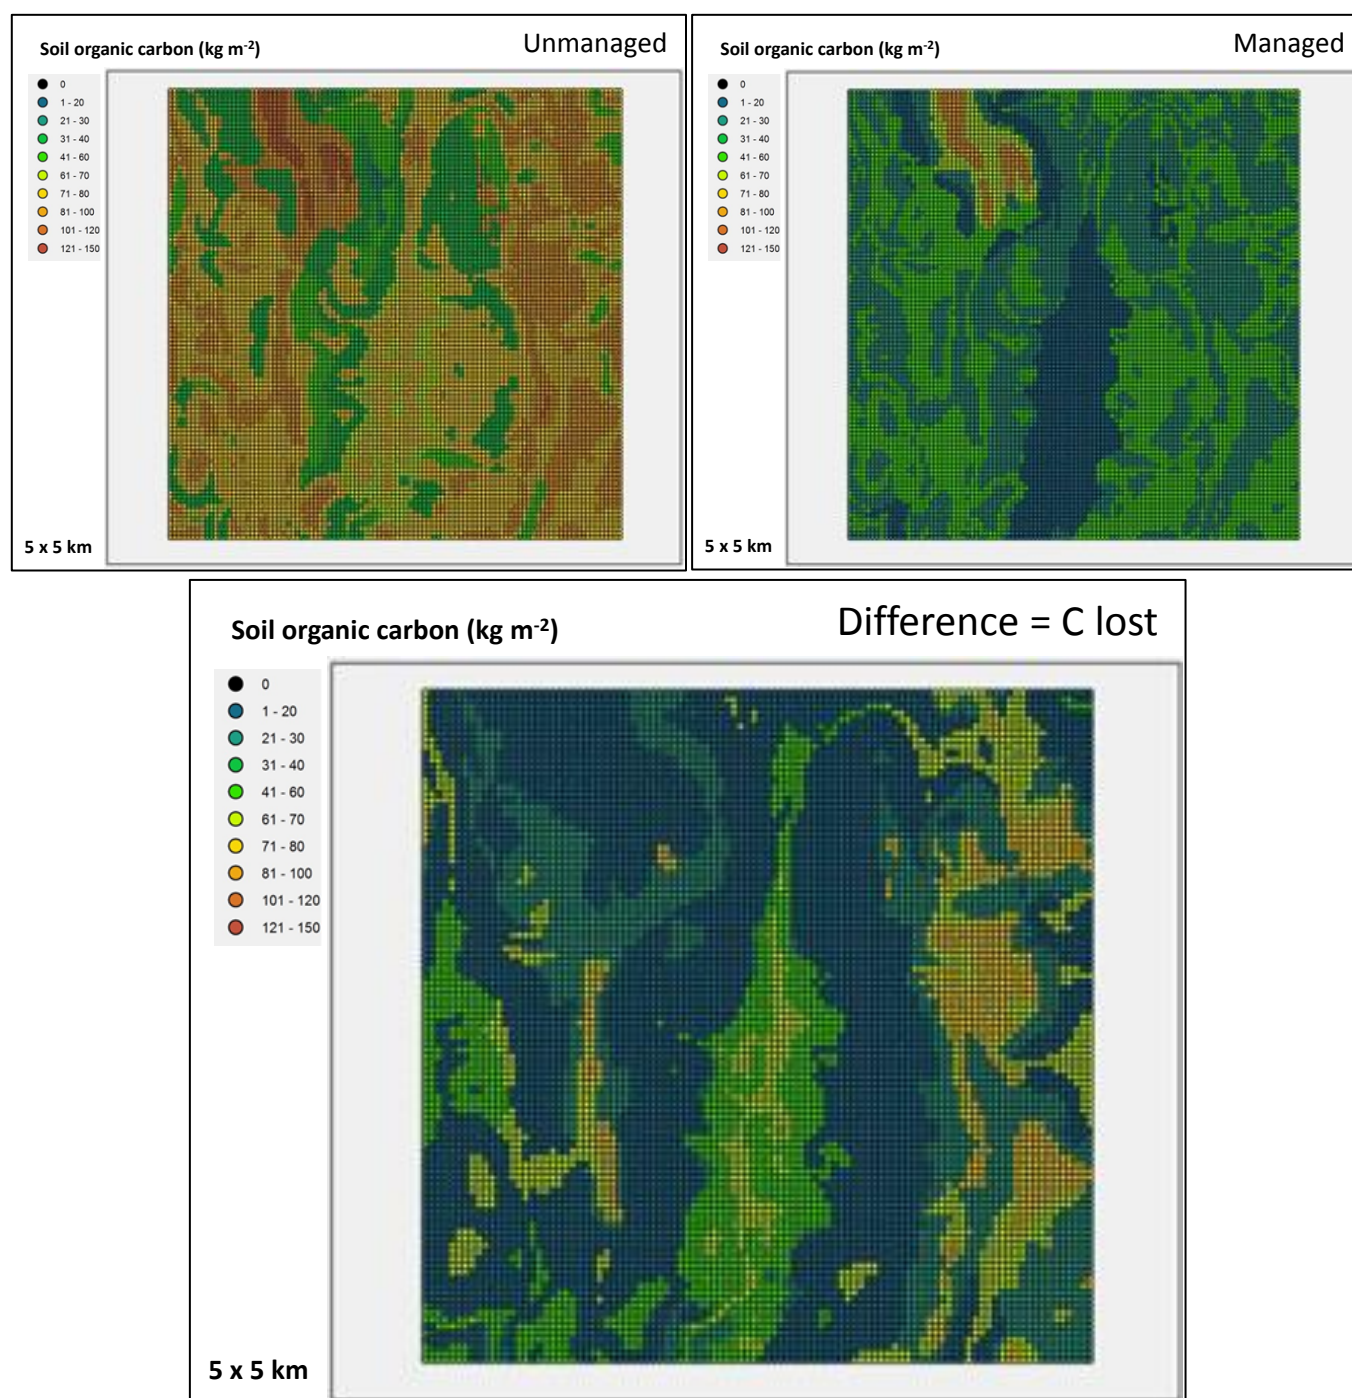 Soil organic carbon (kg m-2)
Unmanaged
0
1 - 20
21 - 30
31 - 40
41 - 60
61 - 70
71 - 80
81 - 100
101 - 120
121 - 150
5 x 5 km
Soil organic carbon (kg m-2)
Managed
0
1 - 20
21 - 30
31 - 40
41 - 60
61 - 70
71 - 80
81 - 100
101 - 120
121 - 150
5 x 5 km
Soil organic carbon (kg m-2)
Difference = C lost
0
1 - 20
21 - 30
31 - 40
41 - 60
61 - 70
71 - 80
81 - 100
101 - 120
121 - 150
5 x 5 km